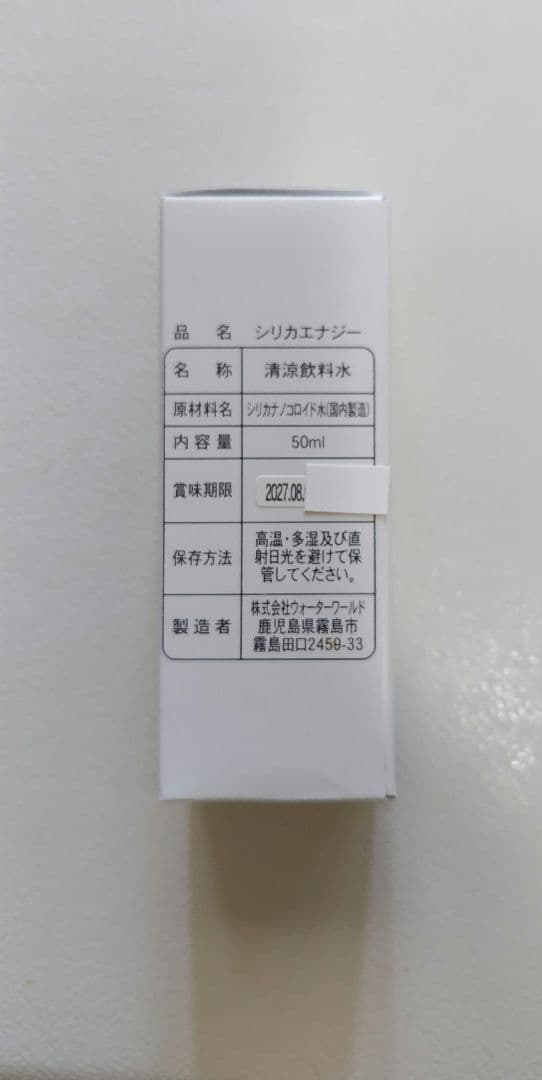 品名 シリカエナジー
名称 清涼飲料水
原材料名 シリカナノコロイド水(国内製造)
内容量 50ml
賞味期限 2027.08.
保存方法 高温・多湿及び直
射日光を避けて保
管してください。
製造者 株式会社ウォーターワールド
鹿児島県霧島市
霧島田口2459-33